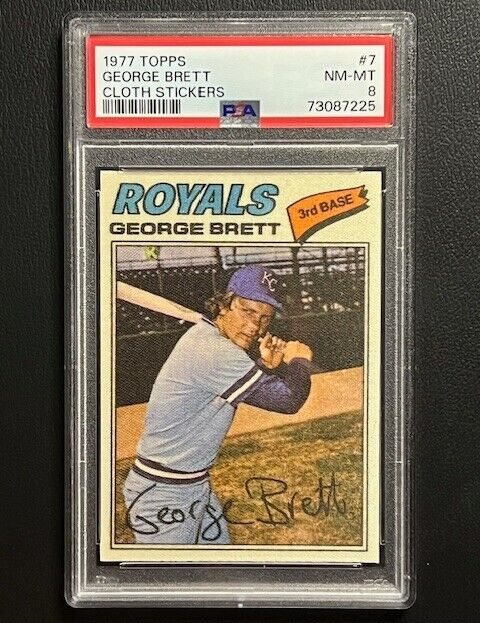 1977 TOPPS #7
GEORGE BRETT NM-MT
CLOTH STICKERS 8
PSA 73087225
ROYALS
3rd BASE
GEORGE BRETT
KC
George Brett